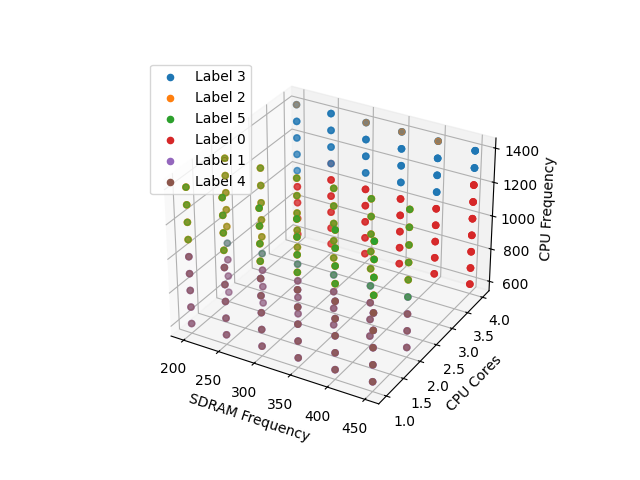 Label 3
Label 2
Label 5
Label 0
Label 1
Label 4
1400
1200
1000
800
600
CPU Frequency
4.0
3.5
3.0
2.5
2.0
1.5
1.0
CPU Cores
200
250
300
350
400
450
SDRAM Frequency